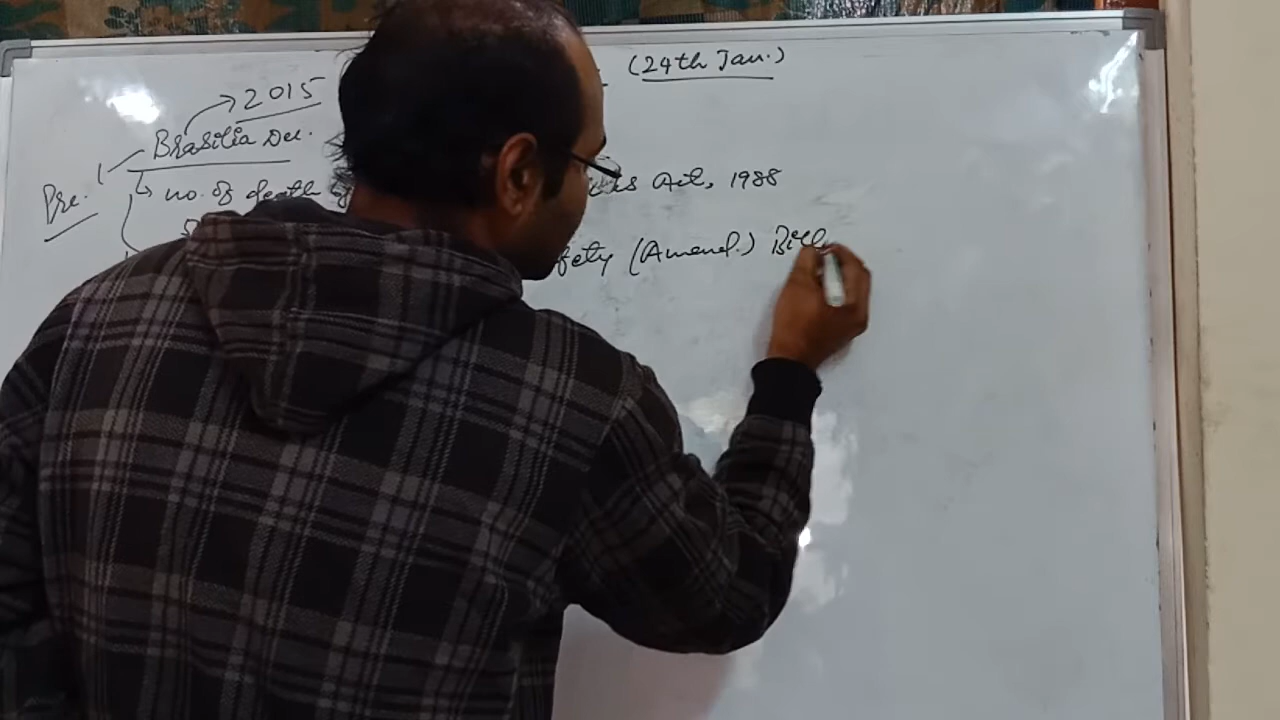 (24th Jan.)
2015
Brasilia Dec.
Pre.
no. of death
Act, 1988
fety (Amend.) Bill